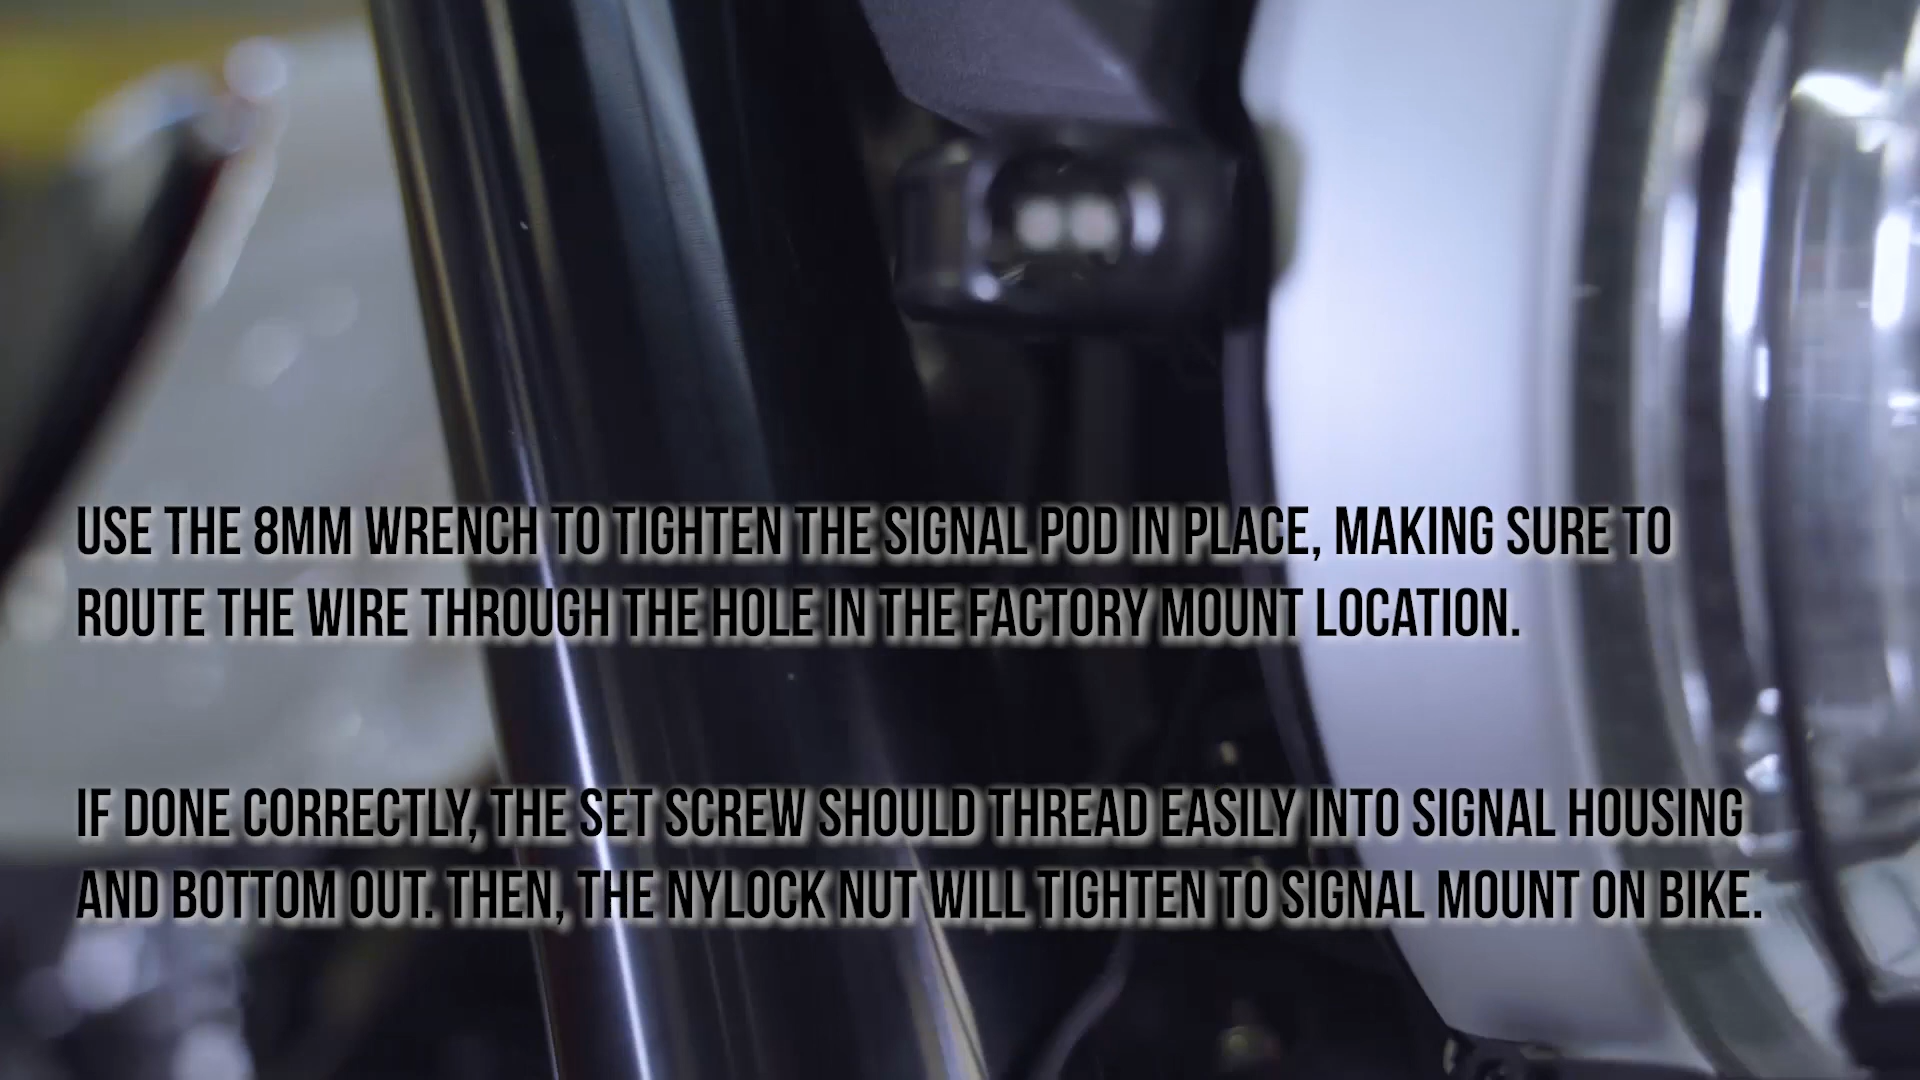 USE THE 8MM WRENCH TO TIGHTEN THE SIGNAL POD IN PLACE, MAKING SURE TO
ROUTE THE WIRE THROUGH THE HOLE IN THE FACTORY MOUNT LOCATION.
IF DONE CORRECTLY, THE SET SCREW SHOULD THREAD EASILY INTO SIGNAL HOUSING
AND BOTTOM OUT. THEN, THE NYLOCK NUT WILL TIGHTEN TO SIGNAL MOUNT ON BIKE.